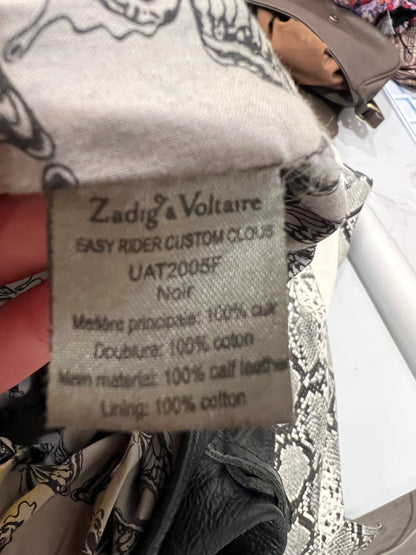 Zadig & Voltaire
EASY RIDER CUSTOM CLOUS
UAT2005F
Noir
Matière principale: 100% cuir
Doublure: 100% coton
Main material: 100% calf leather
Lining: 100% cotton